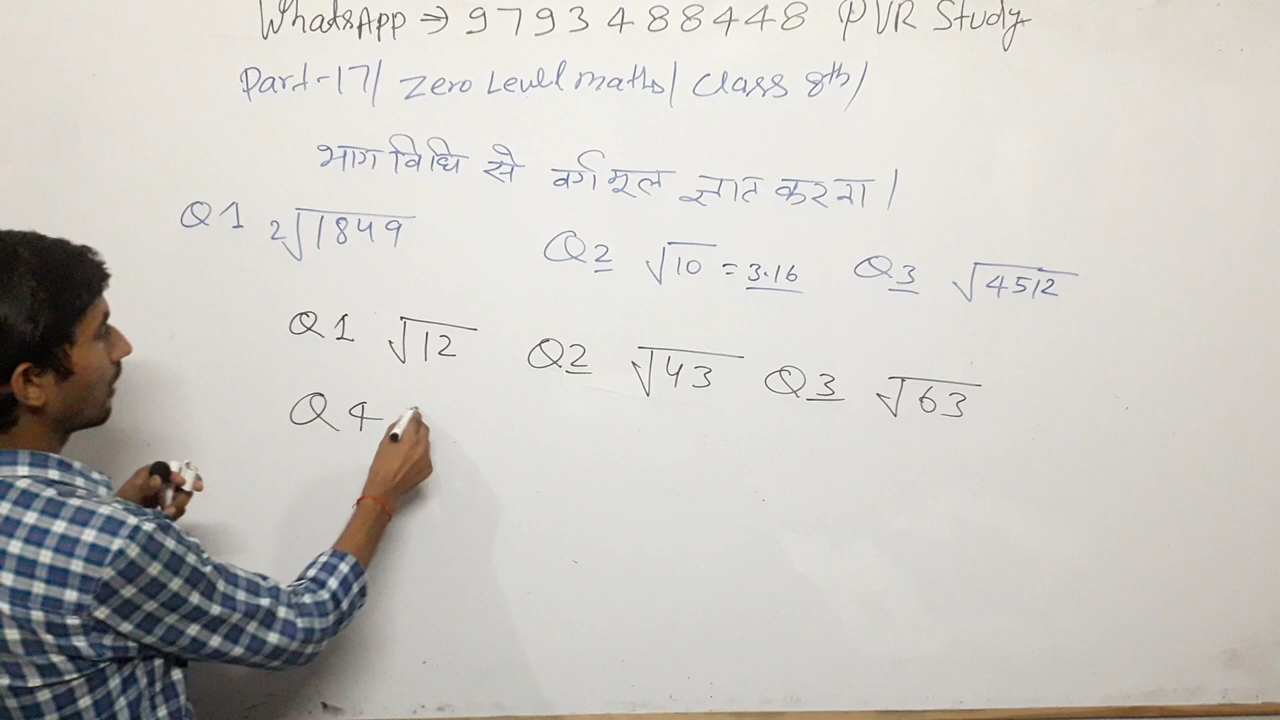 WhatsApp ⇒ 9793488448 PVR Study
Part-17/ Zero Level maths/ Class 8th/
भाग विधि से वर्गमूल ज्ञात करना।
Q1 2√1849 Q2 √10 = 3.16 Q3 √4512
Q1 √12 Q2 √43 Q3 √63
Q4